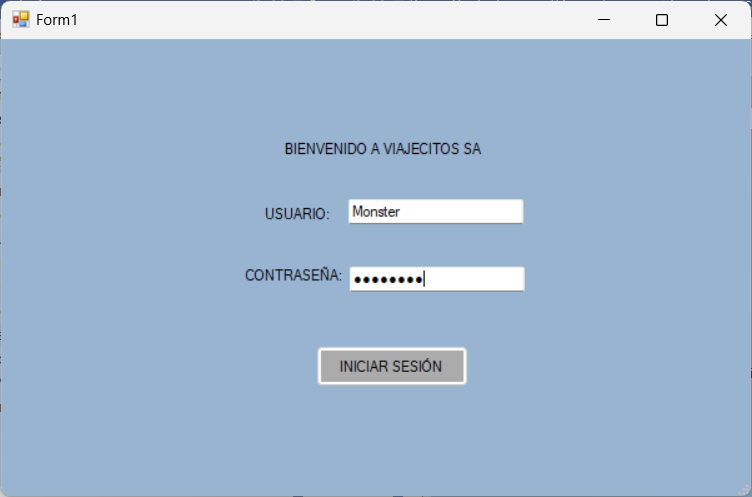 Form1
BIENVENIDO A VIAJECITOS SA
USUARIO: Monster
CONTRASEÑA: ●●●●●●●●
INICIAR SESIÓN